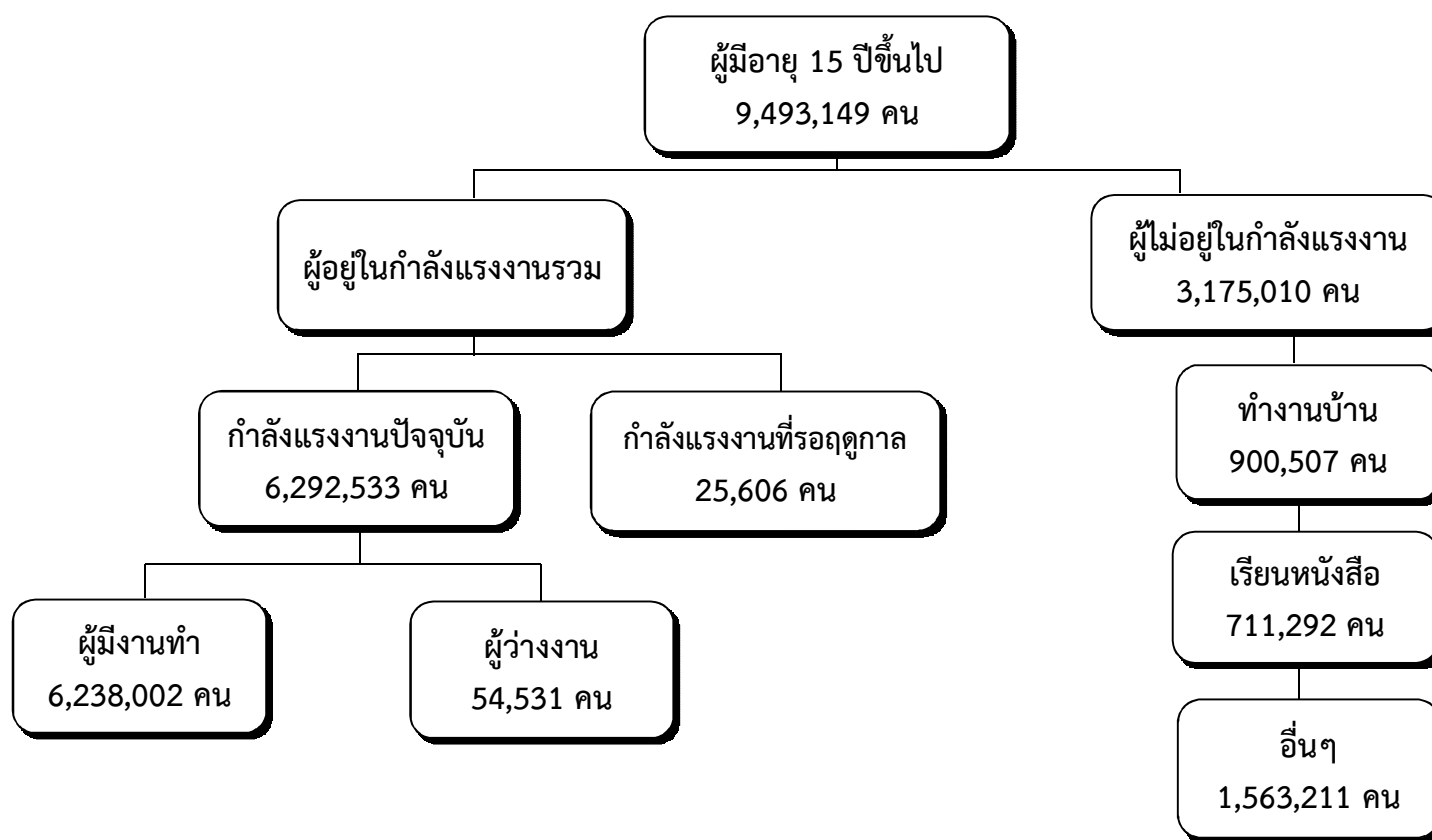 ผู้มีอายุ 15 ปีขึ้นไป
9,493,149 คน
ผู้อยู่ในกำลังแรงงานรวม
ผู้ไม่อยู่ในกำลังแรงงาน
3,175,010 คน
กำลังแรงงานปัจจุบัน
6,292,533 คน
กำลังแรงงานที่รอฤดูกาล
25,606 คน
ทำงานบ้าน
900,507 คน
เรียนหนังสือ
711,292 คน
ผู้มีงานทำ
6,238,002 คน
ผู้ว่างงาน
54,531 คน
อื่นๆ
1,563,211 คน